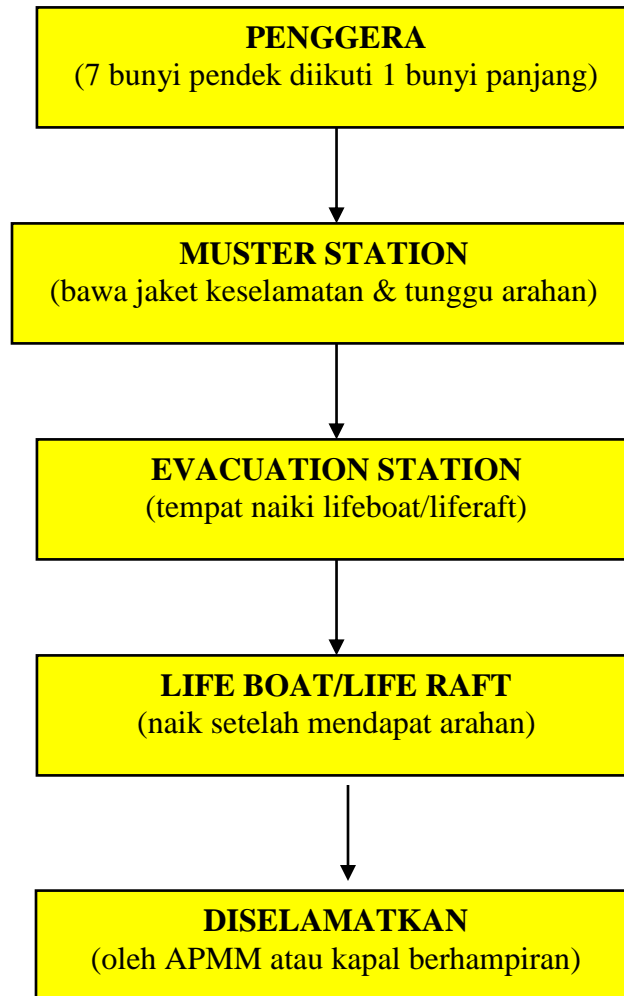 PENGGERA
(7 bunyi pendek diikuti 1 bunyi panjang)
MUSTER STATION
(bawa jaket keselamatan & tunggu arahan)
EVACUATION STATION
(tempat naiki lifeboat/liferaft)
LIFE BOAT/LIFE RAFT
(naik setelah mendapat arahan)
DISELAMATKAN
(oleh APMM atau kapal berhampiran)